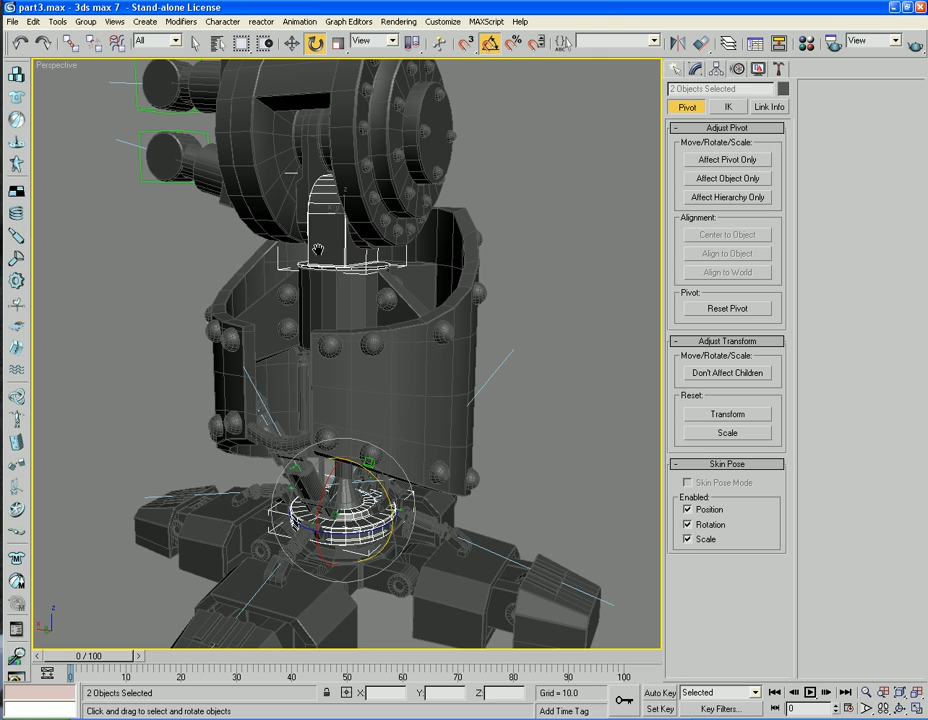 part3.max - 3ds max 7 - Stand-alone License
File Edit Tools Group Views Create Modifiers Character reactor Animation Graph Editors Rendering Customize MAXScript Help
All View View
Perspective
2 Objects Selected
Pivot IK Link Info
- Adjust Pivot
Move/Rotate/Scale:
Affect Pivot Only
Affect Object Only
Affect Hierarchy Only
Alignment:
Center to Object
Align to Object
Align to World
Pivot:
Reset Pivot
- Adjust Transform
Move/Rotate/Scale:
Don't Affect Children
Reset:
Transform
Scale
- Skin Pose
Skin Pose Mode
Enabled:
Position
Rotation
Scale
z
z
x
< 0 / 100 >
0 10 20 30 40 50 60 70 80 90 100
2 Objects Selected X: Y: Z: Grid = 10.0 Auto Key Selected
Click and drag to select and rotate objects Add Time Tag Set Key Key Filters... 0